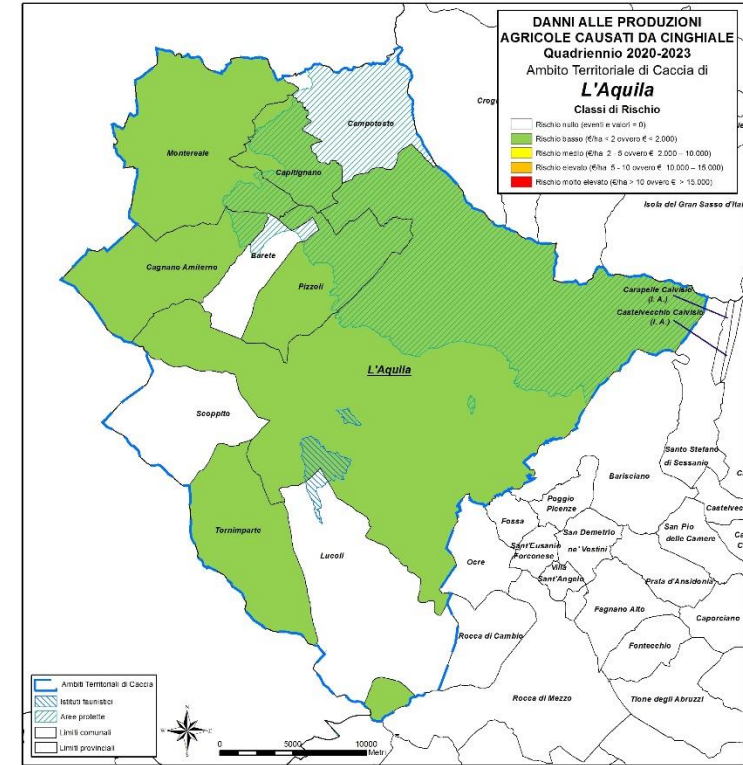 DANNI ALLE PRODUZIONI
AGRICOLE CAUSATI DA CINGHIALE
Quadriennio 2020-2023
Ambito Territoriale di Caccia di
L'Aquila
Classi di Rischio
Rischio nullo (eventi e valori = 0)
Rischio basso (€/ha < 2 ovvero € < 2.000)
Rischio medio (€/ha 2 - 5 ovvero € 2.000 – 10.000)
Rischio elevato (€/ha 5 - 10 ovvero € 10.000 – 15.000)
Rischio molto elevato (€/ha > 10 ovvero € > 15.000)
Campotosto
Montereale
Capitignano
Isola del Gran Sasso d'Ital
Barete
Cagnano Amiterno
Pizzoli
Carapelle Calvisio
(I. A.)
Castelvecchio Calvisio
(I. A.)
L'Aquila
Scoppito
Santo Stefano
di Sessanio
Barisciano
Poggio
Picenze
Castelvec
Fossa
San Demetrio
ne' Vestini
San Pio
delle Camere
Tornimparte
Lucoli
Ocre
Sant'Eusanio
Forconese
Villa
Sant'Angelo
Prata d'Ansidonia
Fagnano Alto
Caporciano
Rocca di Cambio
Fontecchio
Rocca di Mezzo
Tione degli Abruzzi
Ambiti Territoriali di Caccia
Istituti faunistici
Aree protette
Limiti comunali
Limiti provinciali
N
W
E
S
0 5000 10000
Metri